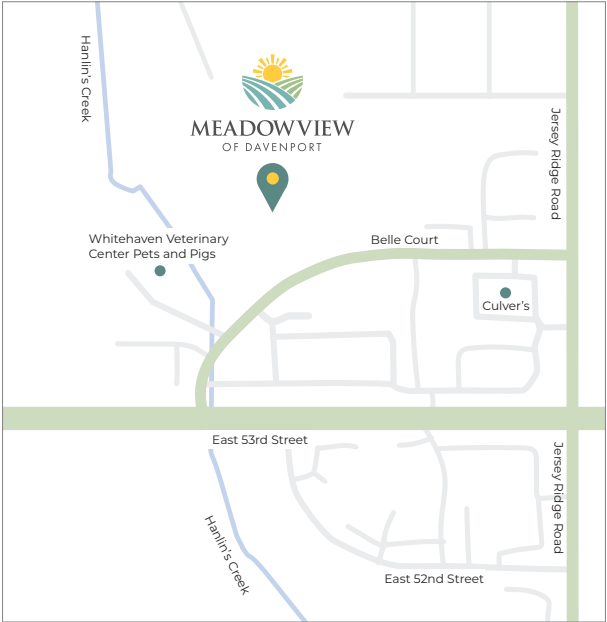 Hanlin's Creek
MEADOWVIEW
OF DAVENPORT
Jersey Ridge Road
Whitehaven Veterinary
Center Pets and Pigs
Belle Court
Culver's
East 53rd Street
Jersey Ridge Road
Hanlin's Creek
East 52nd Street